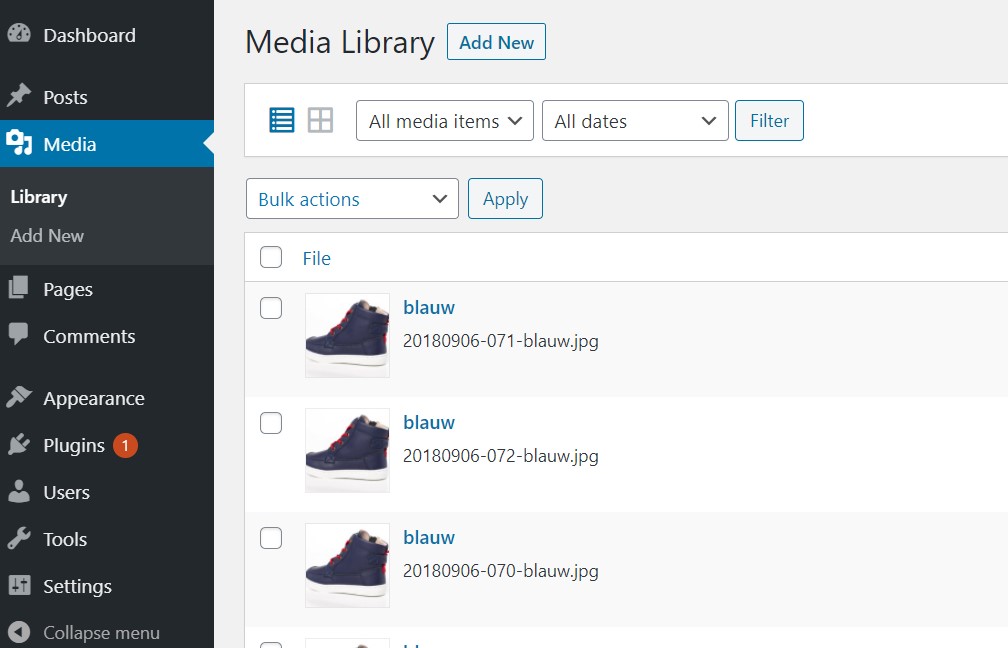 Dashboard
Posts
Media
Library
Add New
Pages
Comments
Appearance
Plugins 1
Users
Tools
Settings
Collapse menu
Media Library Add New
All media items All dates Filter
Bulk actions Apply
File
blauw
20180906-071-blauw.jpg
blauw
20180906-072-blauw.jpg
blauw
20180906-070-blauw.jpg